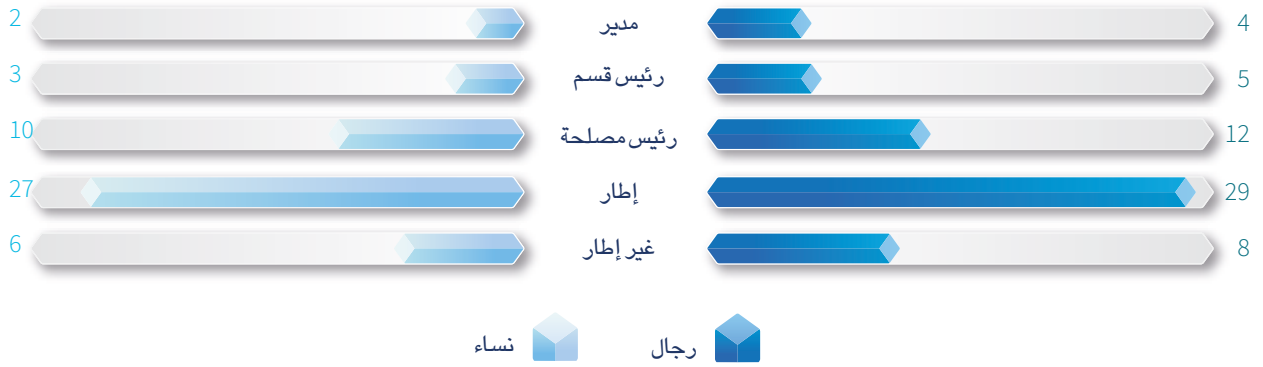 4 مدير 2
5 رئيس قسم 3
12 رئيس مصلحة 10
29 إطار 27
8 غير إطار 6
رجال نساء